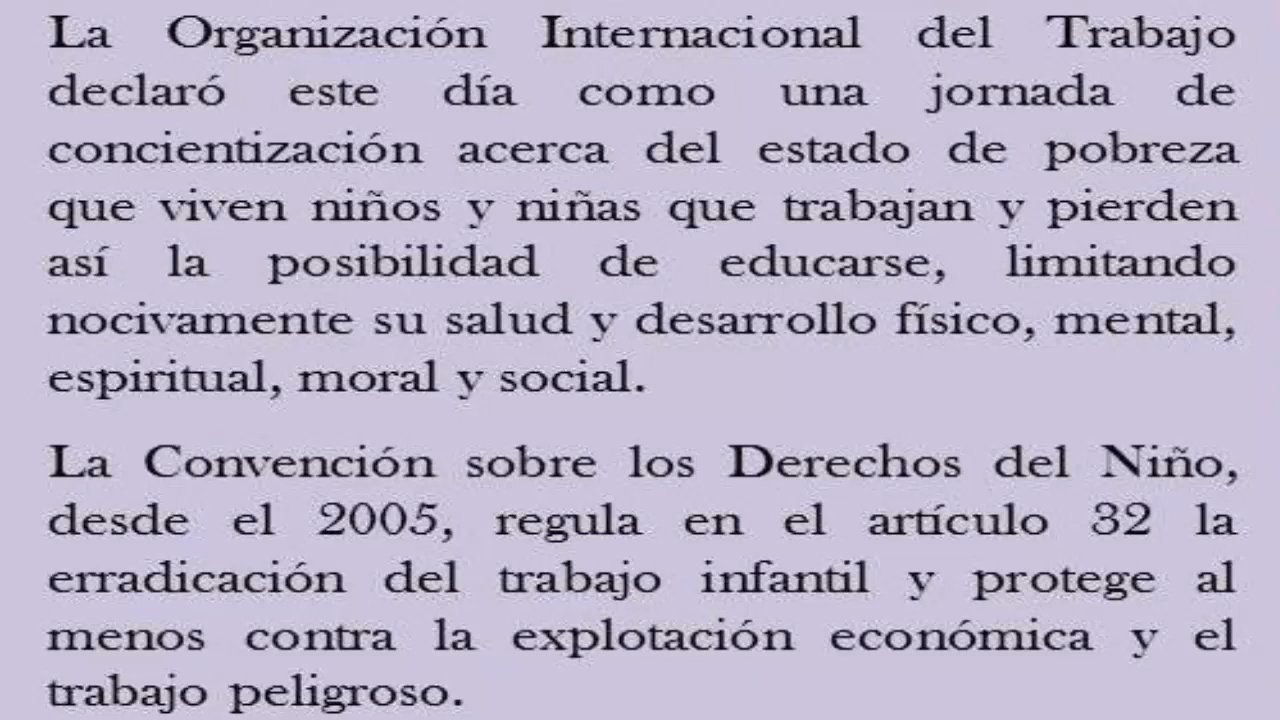 La Organización Internacional del Trabajo
declaró este día como una jornada de
concientización acerca del estado de pobreza
que viven niños y niñas que trabajan y pierden
así la posibilidad de educarse, limitando
nocivamente su salud y desarrollo físico, mental,
espiritual, moral y social.
La Convención sobre los Derechos del Niño,
desde el 2005, regula en el artículo 32 la
erradicación del trabajo infantil y protege al
menos contra la explotación económica y el
trabajo peligroso.